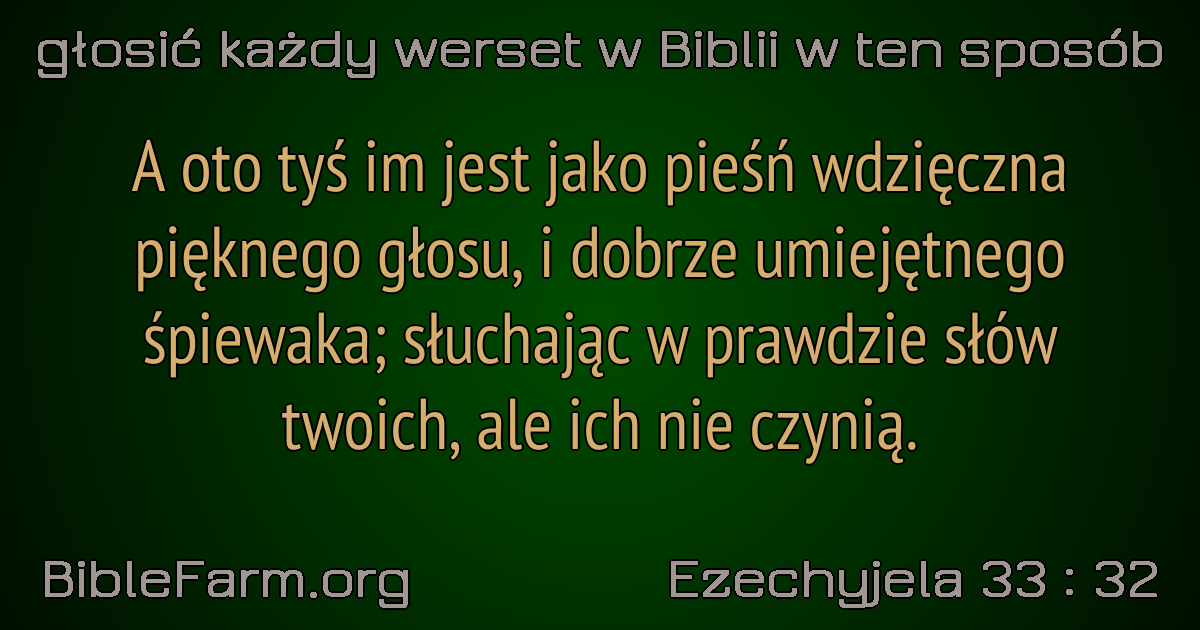 głosić każdy werset w Biblii w ten sposób
A oto tyś im jest jako pieśń wdzięczna
pięknego głosu, i dobrze umiejętnego
śpiewaka; słuchając w prawdzie słów
twoich, ale ich nie czynią.
BibleFarm.org
Ezechyjela 33 : 32